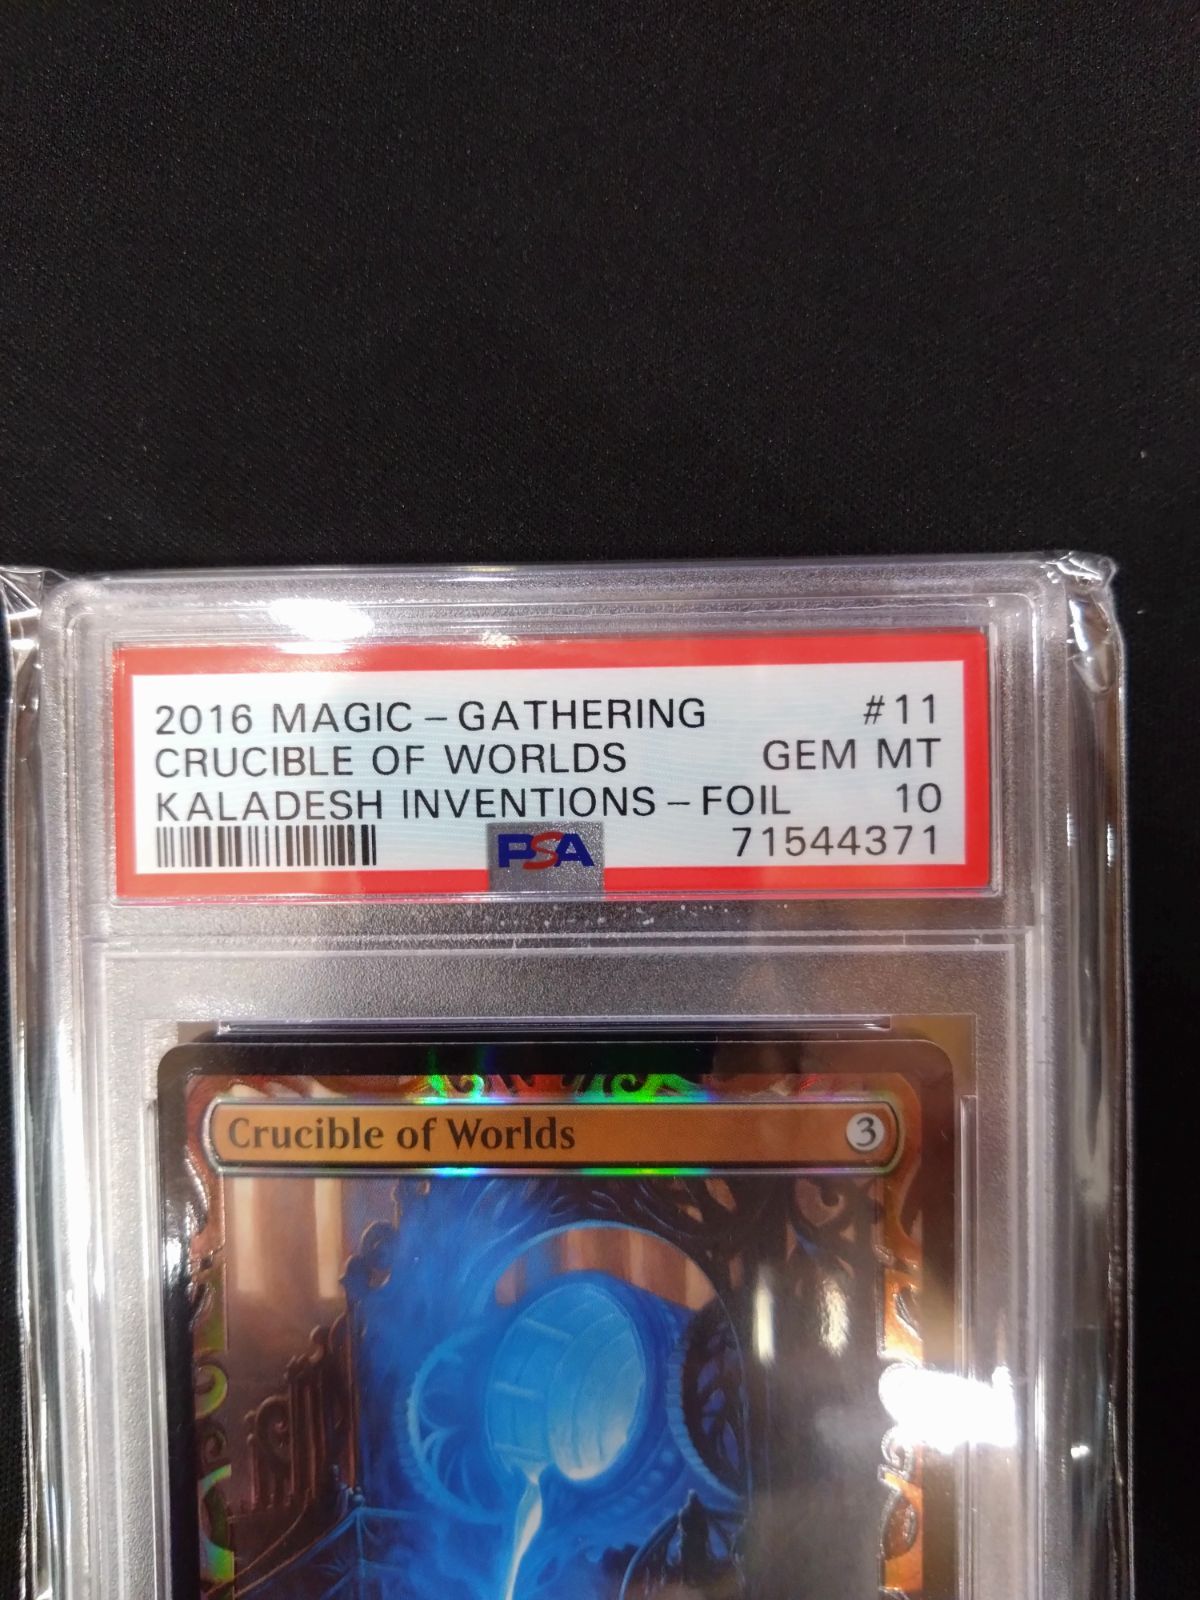 2016 MAGIC - GATHERING #11
CRUCIBLE OF WORLDS GEM MT
KALADESH INVENTIONS - FOIL 10
PSA 71544371
Crucible of Worlds 3